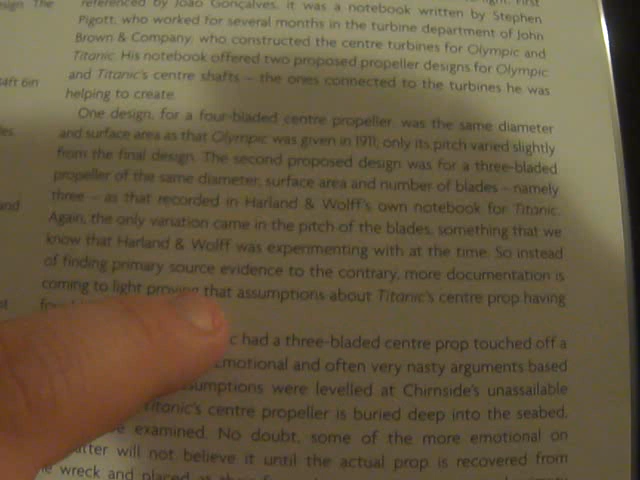 esign. The
saft 6in
les.
and
referenced by João Gonçalves, it was a notebook written by Stephen
Pigott, who worked for several months in the turbine department of John
Brown & Company, who constructed the centre turbines for Olympic and
Titanic. His notebook offered two proposed propeller designs for Olympic
and Titanic's centre shafts – the ones connected to the turbines he was
helping to create.
One design, for a four-bladed centre propeller, was the same diameter
and surface area as that Olympic was given in 1911; only its pitch varied slightly
from the final design. The second proposed design was for a three-bladed
propeller of the same diameter, surface area and number of blades – namely
three – as that recorded in Harland & Wolff's own notebook for Titanic.
Again, the only variation came in the pitch of the blades, something that we
know that Harland & Wolff was experimenting with at the time. So instead
of finding primary source evidence to the contrary, more documentation is
coming to light proving that assumptions about Titanic's centre prop having
c had a three-bladed centre prop touched off a
emotional and often very nasty arguments based
sumptions were levelled at Chirnside's unassailable
itanic's centre propeller is buried deep into the seabed,
e examined. No doubt, some of the more emotional on
atter will not believe it until the actual prop is recovered from
e wreck and placed